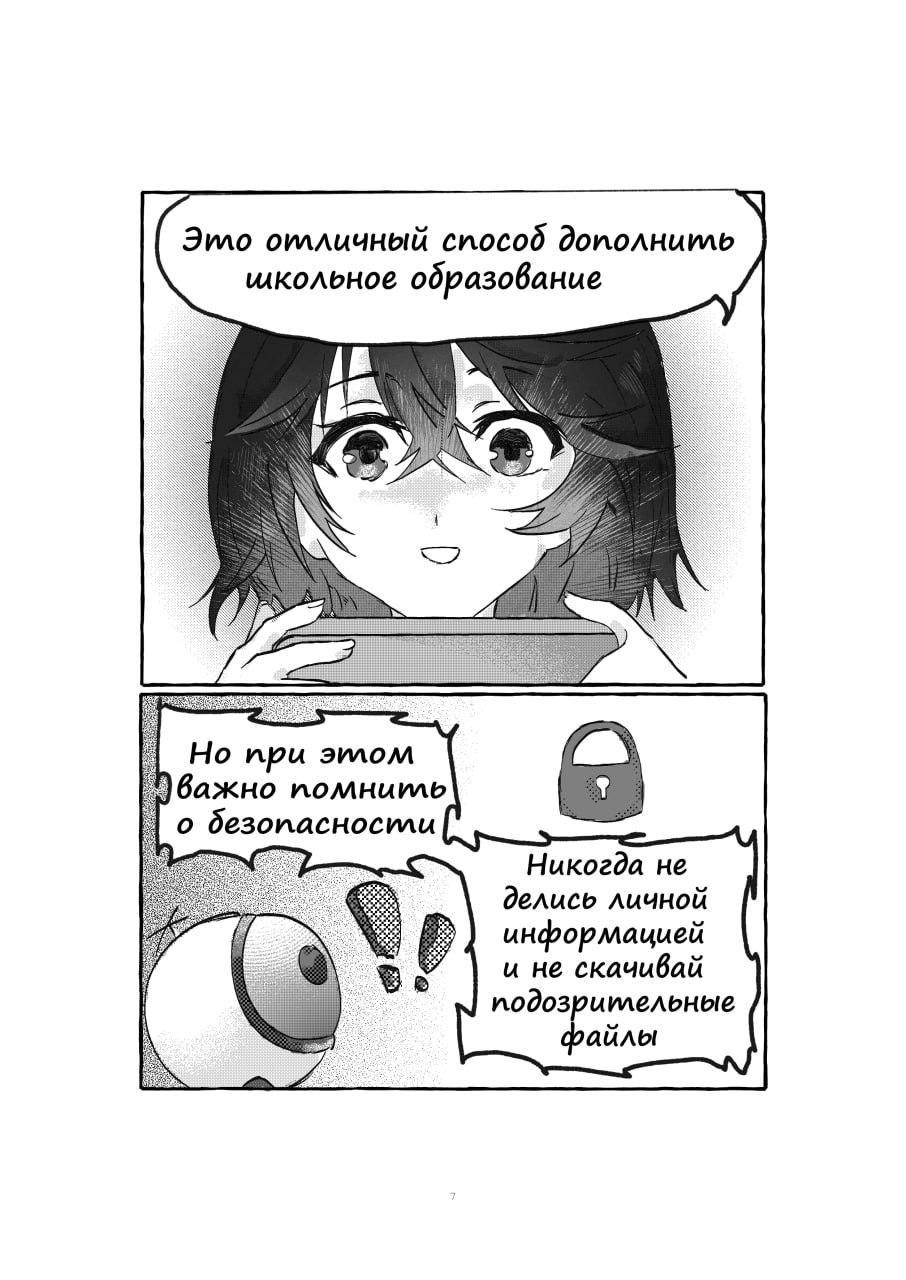 Это отличный способ дополнить
школьное образование
Но при этом
важно помнить
о безопасности
Никогда не
делись личной
информацией
и не скачивай
подозрительные
файлы
7